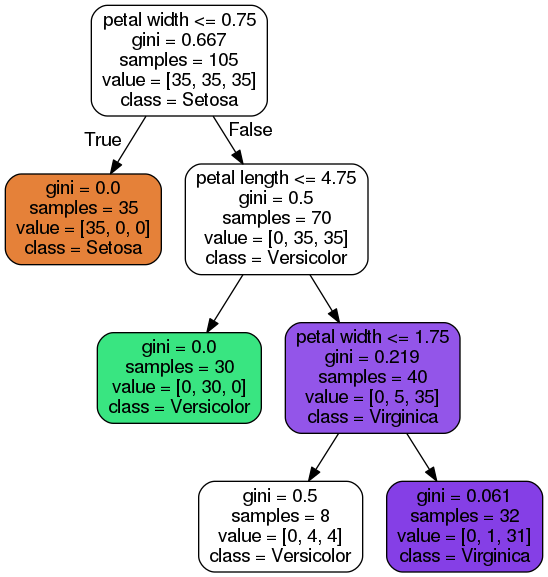 petal width <= 0.75
gini = 0.667
samples = 105
value = [35, 35, 35]
class = Setosa
True
False
gini = 0.0
samples = 35
value = [35, 0, 0]
class = Setosa
petal length <= 4.75
gini = 0.5
samples = 70
value = [0, 35, 35]
class = Versicolor
gini = 0.0
samples = 30
value = [0, 30, 0]
class = Versicolor
petal width <= 1.75
gini = 0.219
samples = 40
value = [0, 5, 35]
class = Virginica
gini = 0.5
samples = 8
value = [0, 4, 4]
class = Versicolor
gini = 0.061
samples = 32
value = [0, 1, 31]
class = Virginica